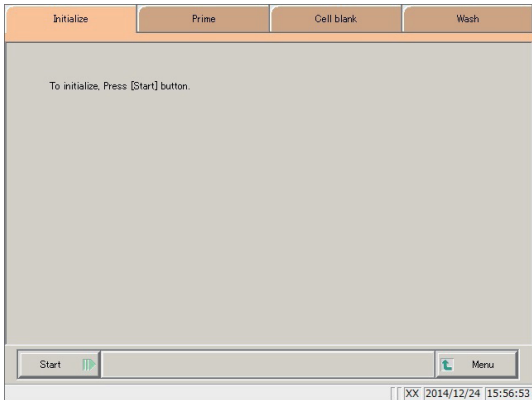 Initialize Prime Cell blank Wash
To initialize, Press [Start] button.
Start Menu
XX 2014/12/24 15:56:53